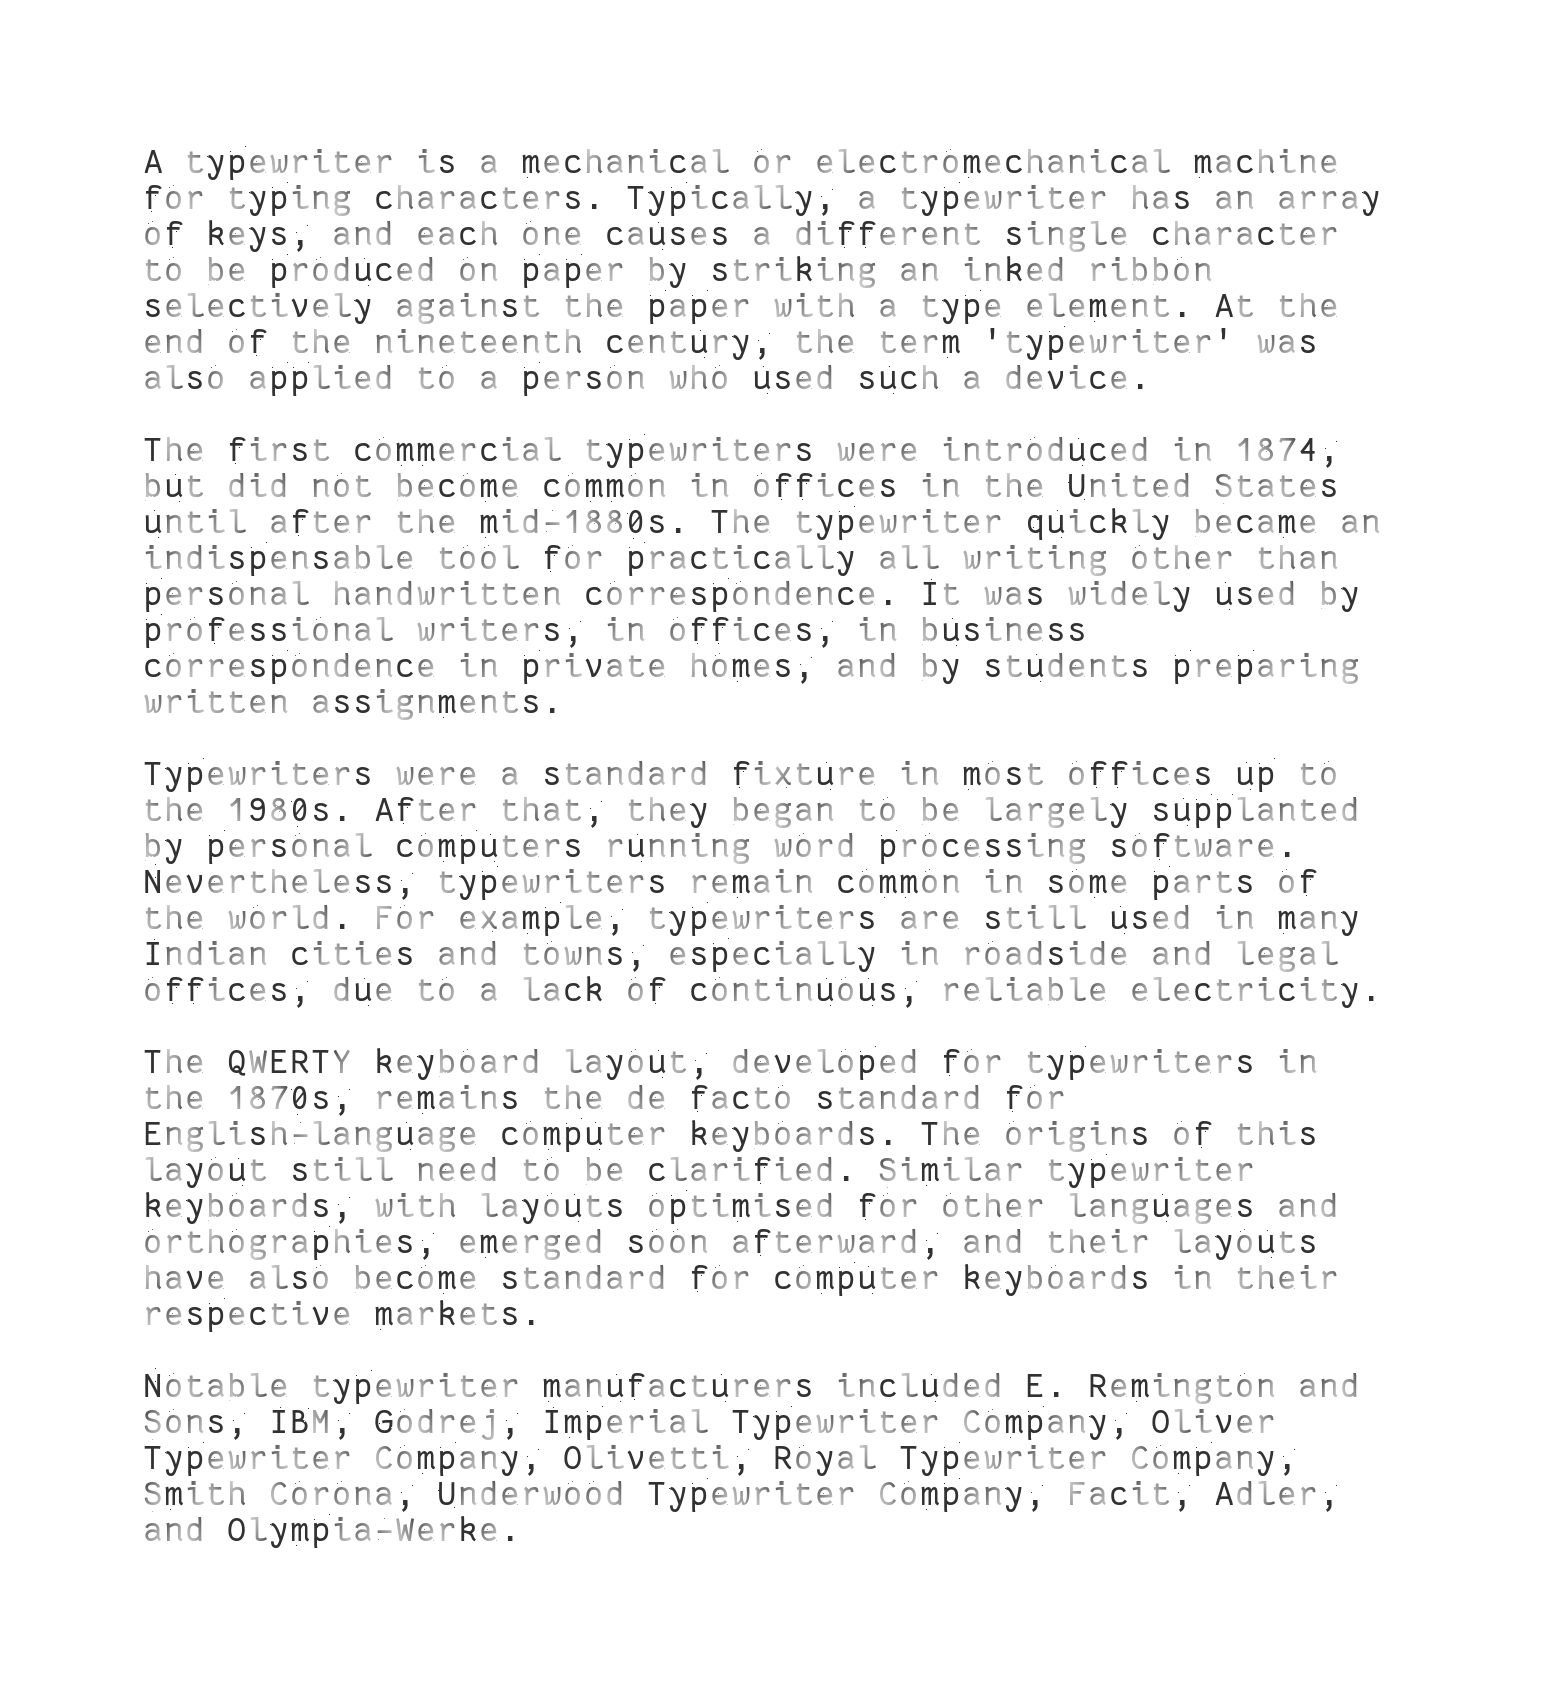 A typewriter is a mechanical or electromechanical machine
for typing characters. Typically, a typewriter has an array
of keys, and each one causes a different single character
to be produced on paper by striking an inked ribbon
selectively against the paper with a type element. At the
end of the nineteenth century, the term 'typewriter' was
also applied to a person who used such a device.

The first commercial typewriters were introduced in 1874,
but did not become common in offices in the United States
until after the mid-1880s. The typewriter quickly became an
indispensable tool for practically all writing other than
personal handwritten correspondence. It was widely used by
professional writers, in offices, in business
correspondence in private homes, and by students preparing
written assignments.

Typewriters were a standard fixture in most offices up to
the 1980s. After that, they began to be largely supplanted
by personal computers running word processing software.
Nevertheless, typewriters remain common in some parts of
the world. For example, typewriters are still used in many
Indian cities and towns, especially in roadside and legal
offices, due to a lack of continuous, reliable electricity.

The QWERTY keyboard layout, developed for typewriters in
the 1870s, remains the de facto standard for
English-language computer keyboards. The origins of this
layout still need to be clarified. Similar typewriter
keyboards, with layouts optimised for other languages and
orthographies, emerged soon afterward, and their layouts
have also become standard for computer keyboards in their
respective markets.

Notable typewriter manufacturers included E. Remington and
Sons, IBM, Godrej, Imperial Typewriter Company, Oliver
Typewriter Company, Olivetti, Royal Typewriter Company,
Smith Corona, Underwood Typewriter Company, Facit, Adler,
and Olympia-Werke.